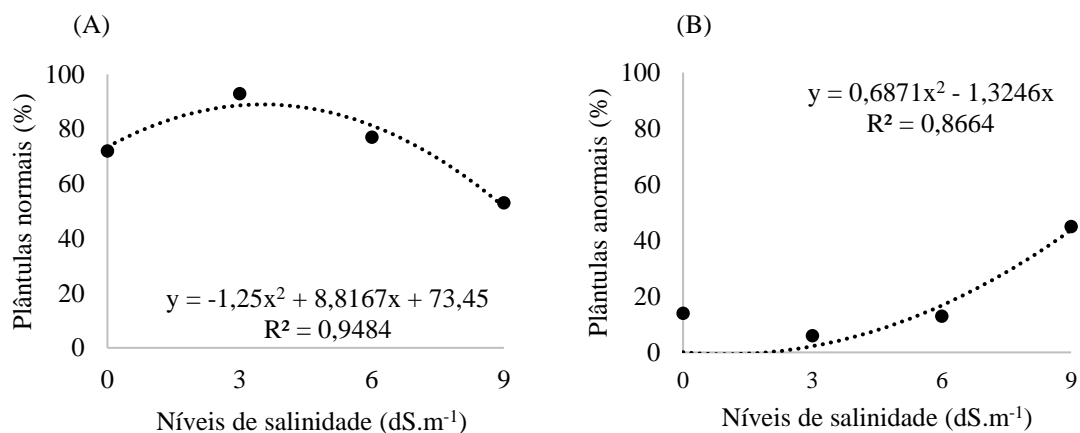 (A)
Plântulas normais (%)
100
80
60
40
20
0
y = -1,25x² + 8,8167x + 73,45
R² = 0,9484
0 3 6 9
Níveis de salinidade (dS.m⁻¹)
(B)
Plântulas anormais (%)
100
80
60
40
20
0
y = 0,6871x² - 1,3246x
R² = 0,8664
0 3 6 9
Níveis de salinidade (dS.m⁻¹)